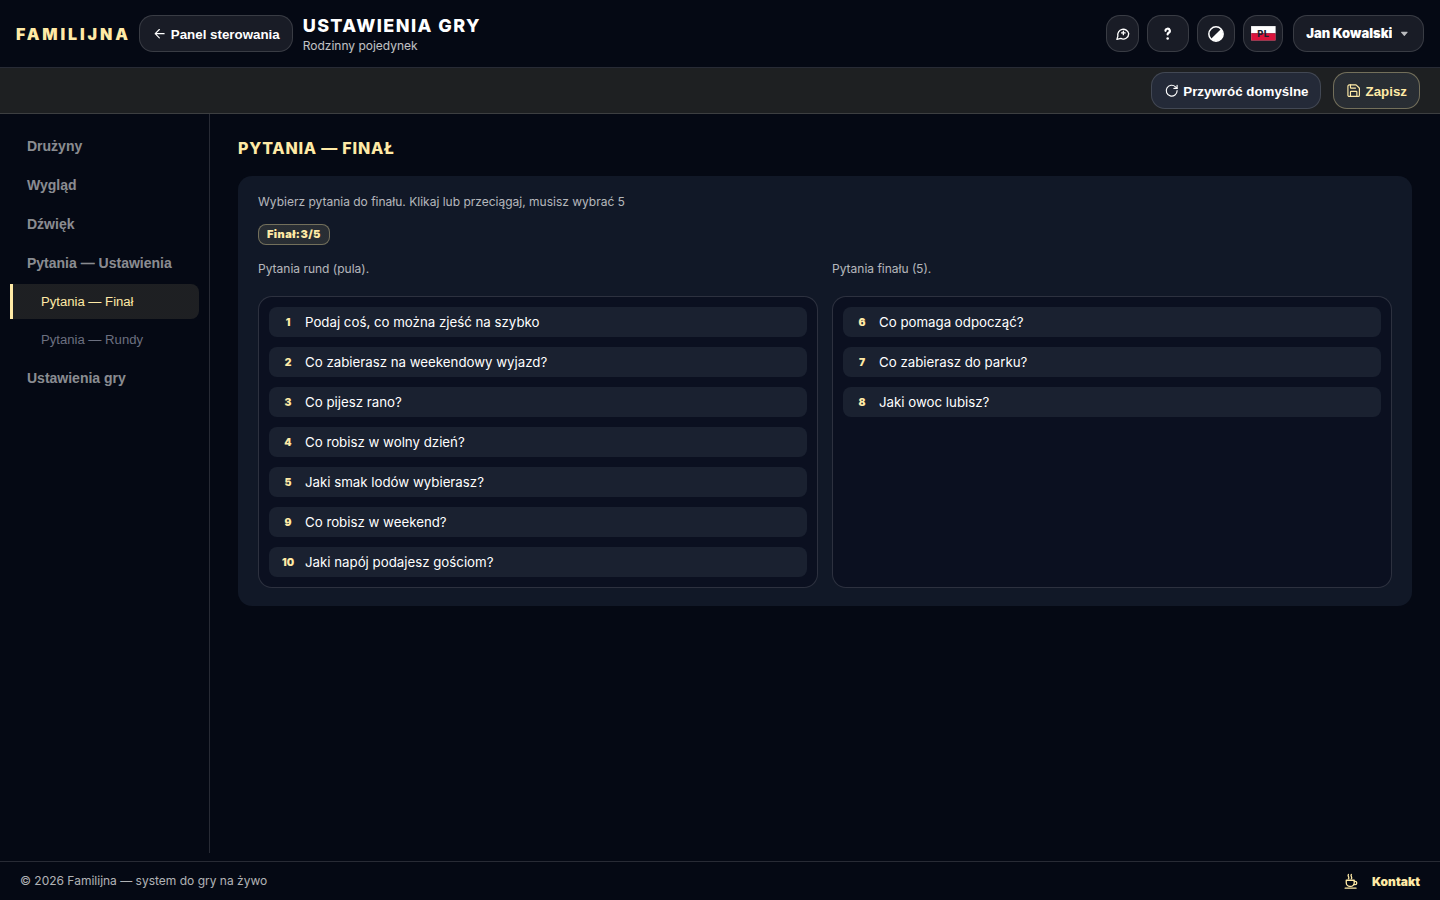 FAMILIJNA
Panel sterowania
USTAWIENIA GRY
Rodzinny pojedynek
?
PL
Jan Kowalski
Przywróć domyślne
Zapisz
Drużyny
Wygląd
Dźwięk
Pytania — Ustawienia
Pytania — Finał
Pytania — Rundy
Ustawienia gry
PYTANIA — FINAŁ
Wybierz pytania do finału. Klikaj lub przeciągaj, musisz wybrać 5
Finał:3/5
Pytania rund (pula).
1 Podaj coś, co można zjeść na szybko
2 Co zabierasz na weekendowy wyjazd?
3 Co pijesz rano?
4 Co robisz w wolny dzień?
5 Jaki smak lodów wybierasz?
9 Co robisz w weekend?
10 Jaki napój podajesz gościom?
Pytania finału (5).
6 Co pomaga odpocząć?
7 Co zabierasz do parku?
8 Jaki owoc lubisz?
© 2026 Familijna — system do gry na żywo
Kontakt